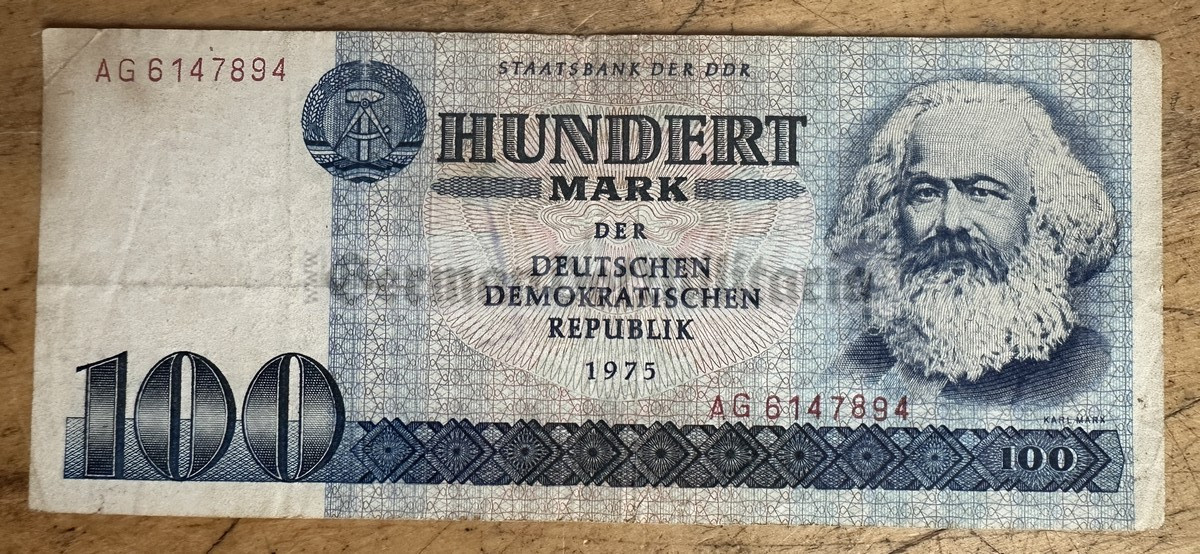 AG 6147894
STAATSBANK DER DDR
HUNDERT
MARK
DER
DEUTSCHEN
DEMOKRATISCHEN
REPUBLIK
1975
AG 6147894
KARL MARX
100
100